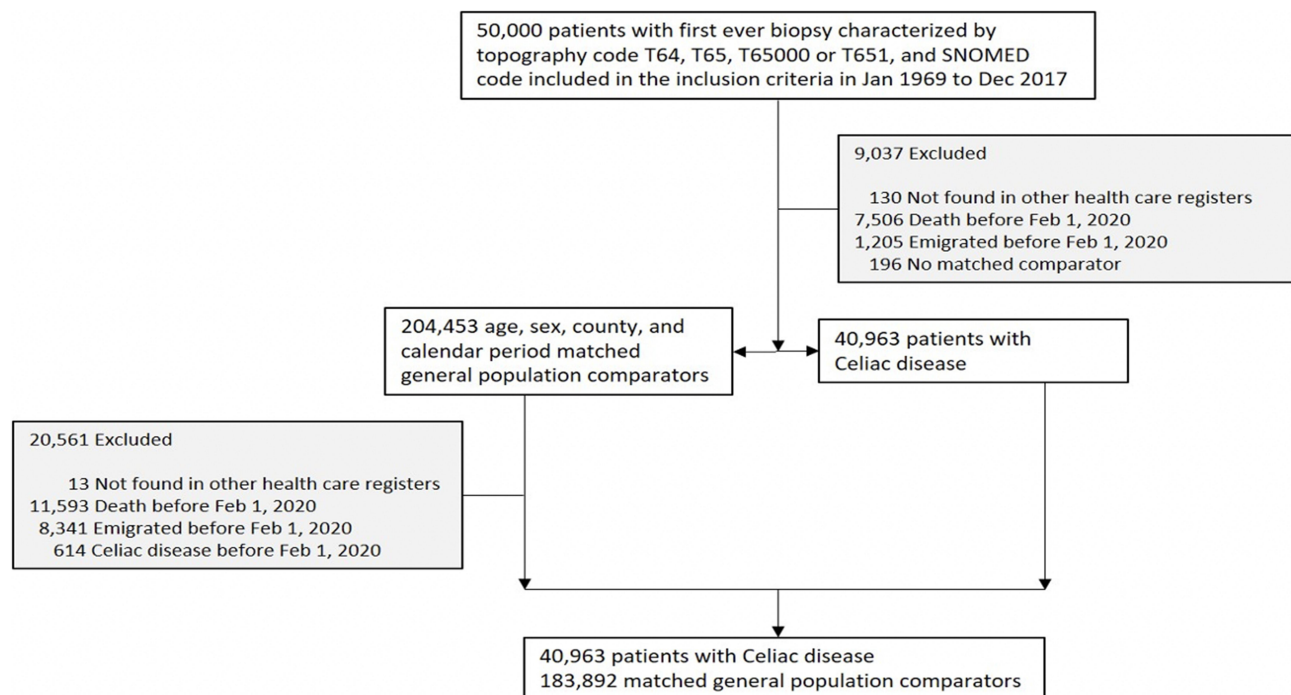 50,000 patients with first ever biopsy characterized by
topography code T64, T65, T65000 or T651, and SNOMED
code included in the inclusion criteria in Jan 1969 to Dec 2017
9,037 Excluded
130 Not found in other health care registers
7,506 Death before Feb 1, 2020
1,205 Emigrated before Feb 1, 2020
196 No matched comparator
204,453 age, sex, county, and
calendar period matched
general population comparators
40,963 patients with
Celiac disease
20,561 Excluded
13 Not found in other health care registers
11,593 Death before Feb 1, 2020
8,341 Emigrated before Feb 1, 2020
614 Celiac disease before Feb 1, 2020
40,963 patients with Celiac disease
183,892 matched general population comparators